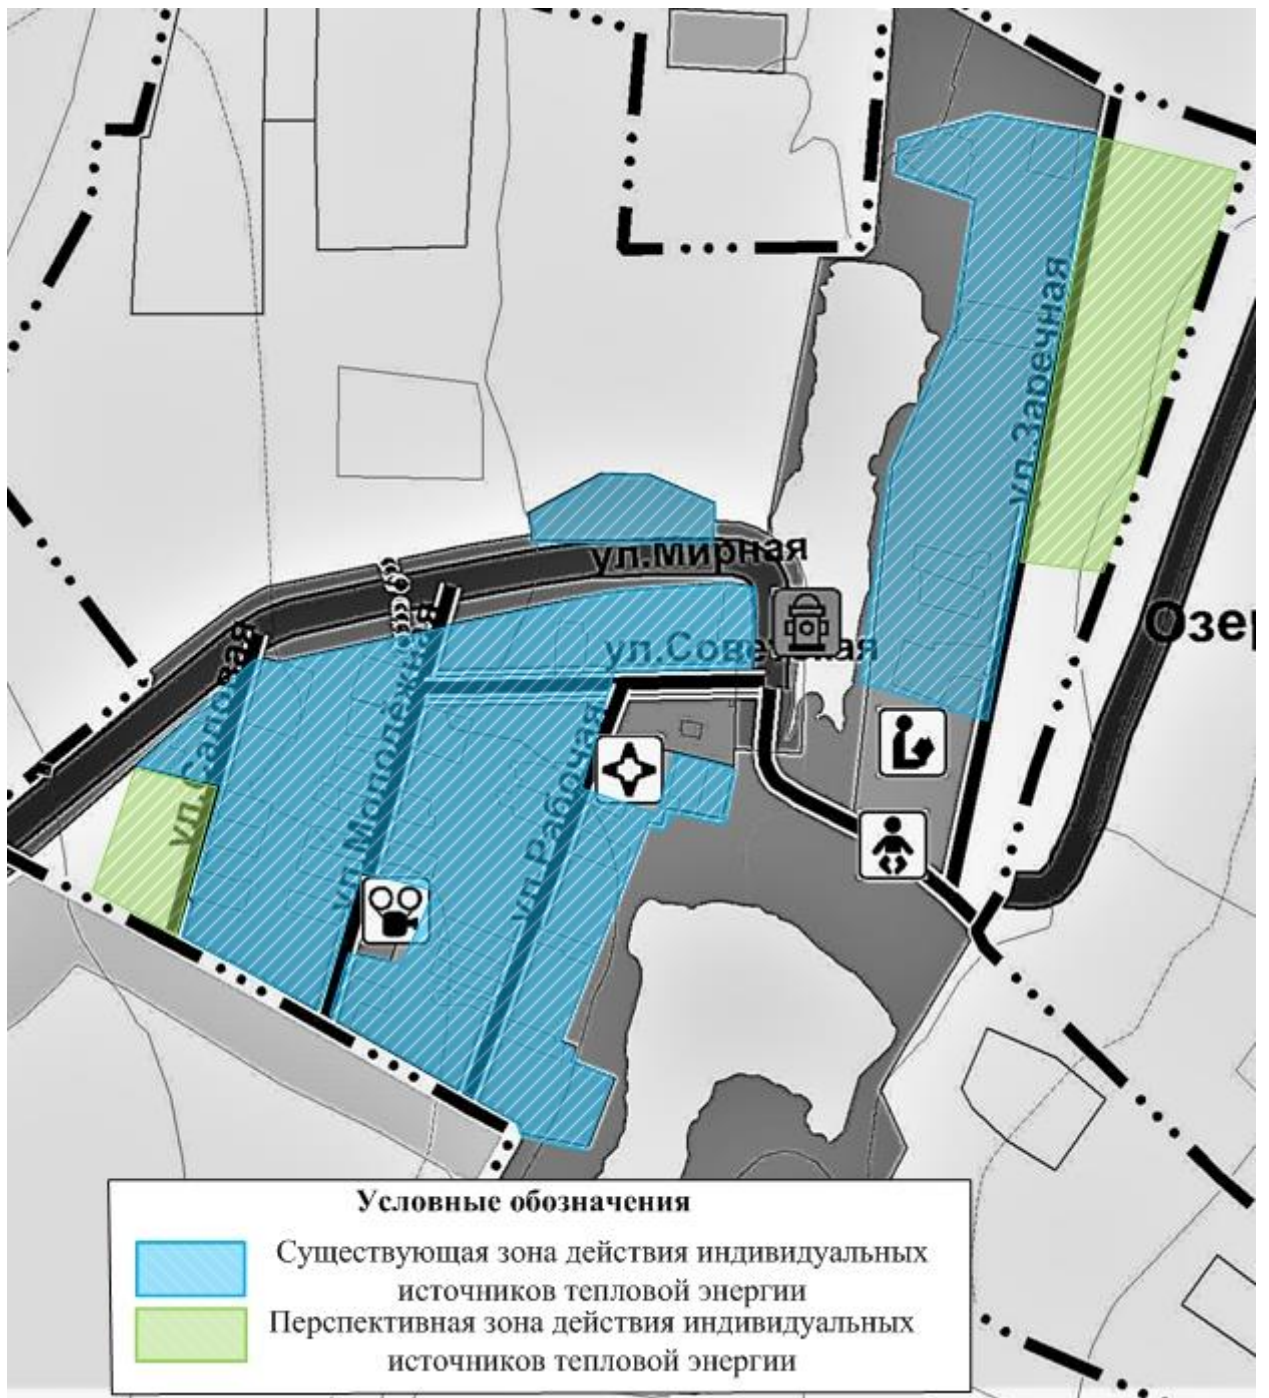 ул.Заречная
ул.Мирная
ул.Советская
Озер
ул.Садовая
ул.Молодёжная
ул.Рабочая
Условные обозначения
Существующая зона действия индивидуальных
источников тепловой энергии
Перспективная зона действия индивидуальных
источников тепловой энергии